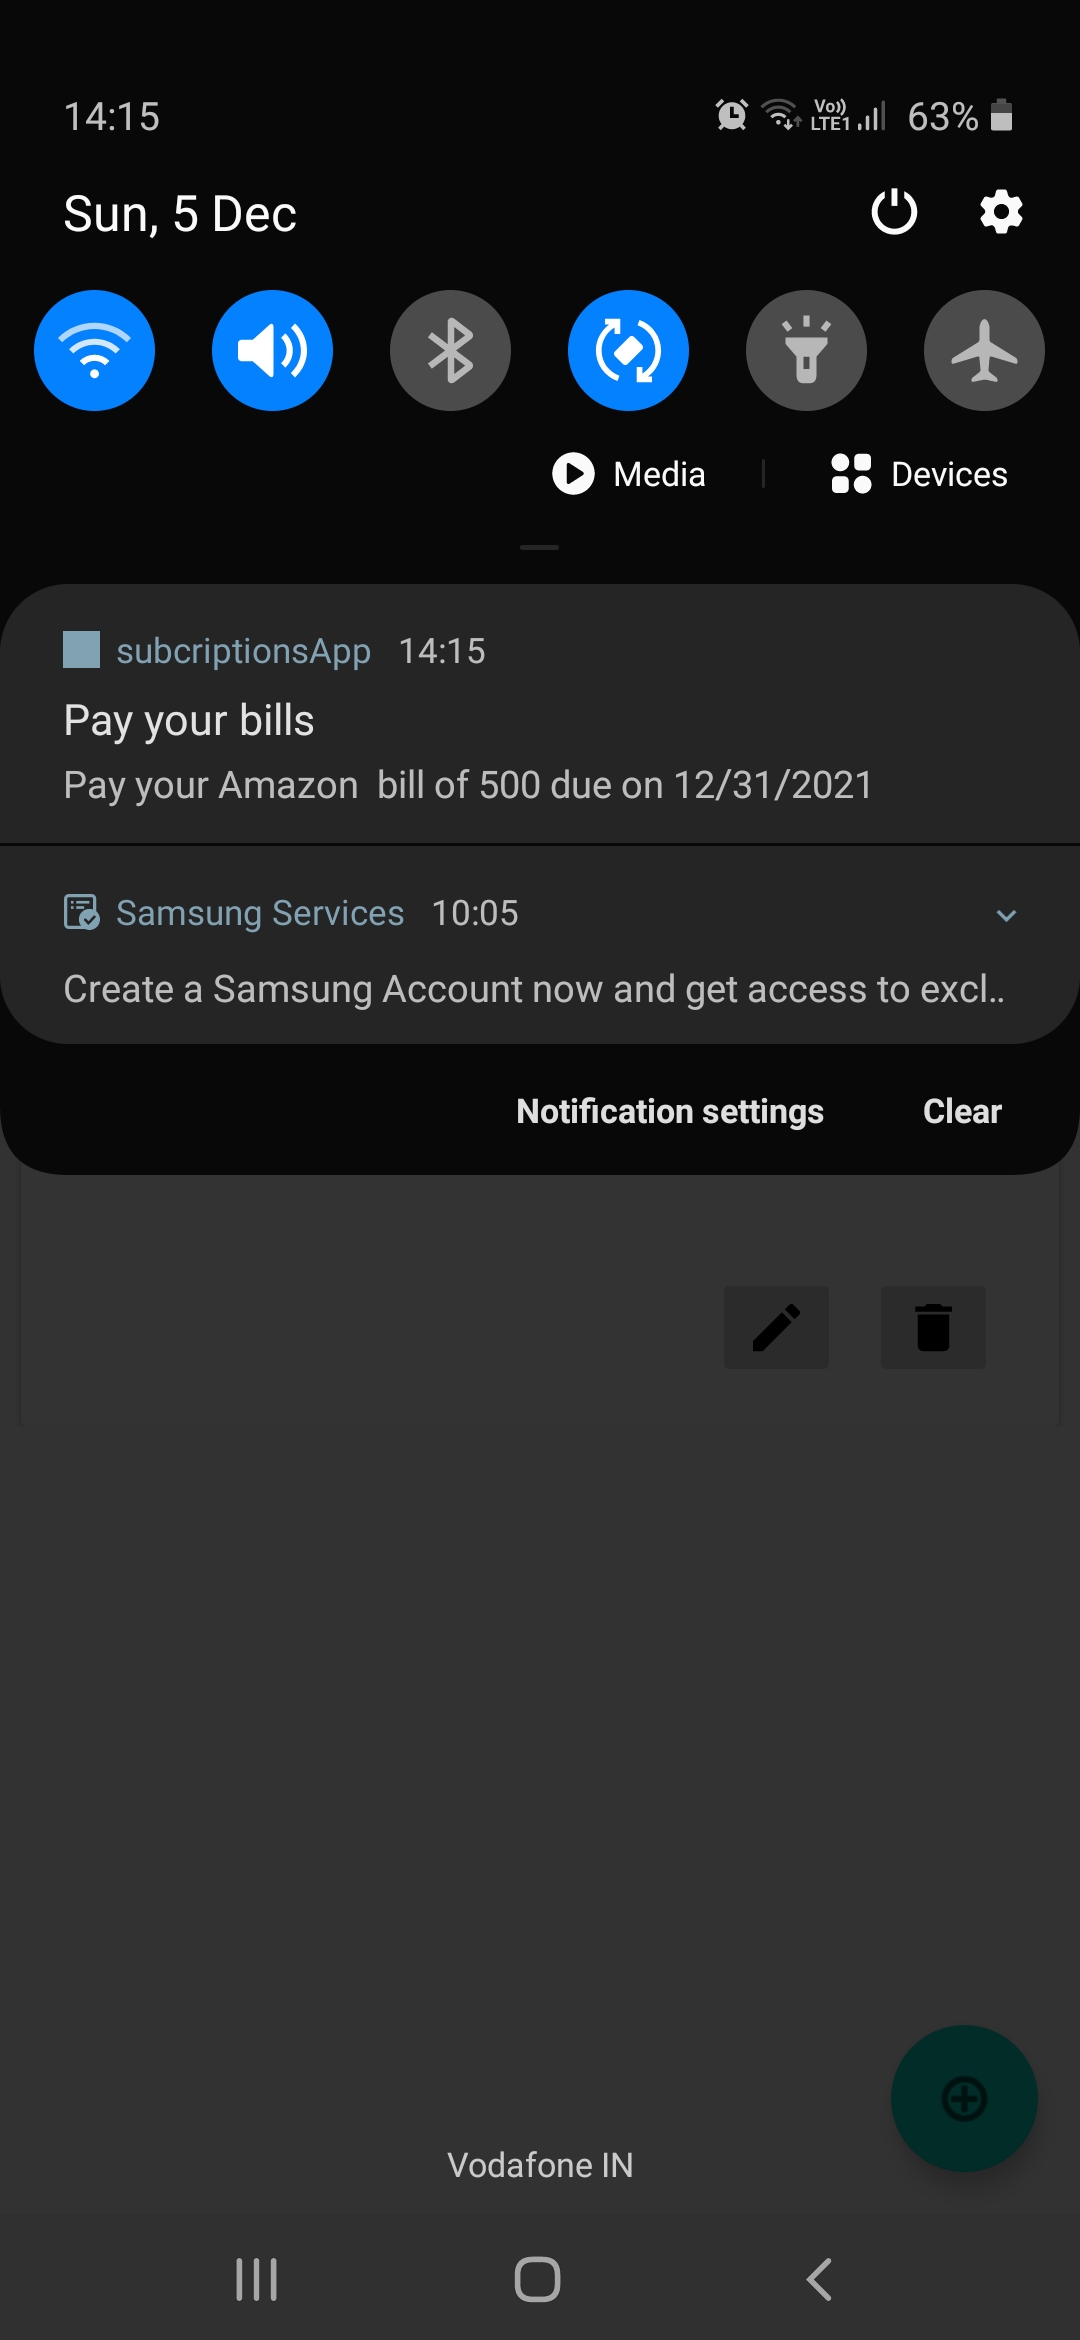 14:15
Vo)) LTE1 63%
Sun, 5 Dec
Media
Devices
subcriptionsApp 14:15
Pay your bills
Pay your Amazon  bill of 500 due on 12/31/2021
Samsung Services 10:05
Create a Samsung Account now and get access to excl..
Notification settings Clear
Vodafone IN